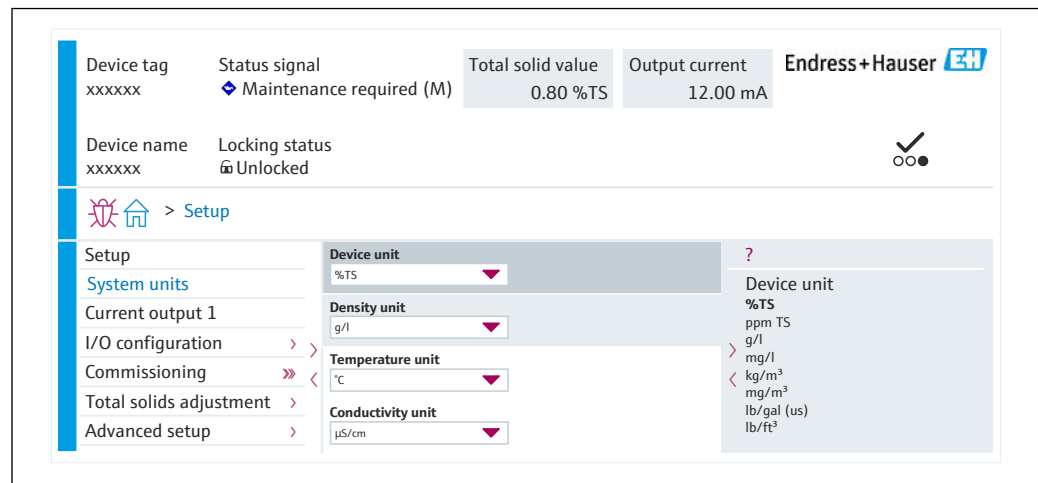 Device tag
xxxxxx
Status signal
Maintenance required (M)
Total solid value
0.80 %TS
Output current
12.00 mA
Endress+Hauser EH
Device name
xxxxxx
Locking status
Unlocked
> Setup
Setup
System units
Current output 1
I/O configuration >
Commissioning >>>
Total solids adjustment >
Advanced setup >
Device unit
%TS
Density unit
g/l
Temperature unit
°C
Conductivity unit
µS/cm
?
Device unit
%TS
ppm TS
g/l
mg/l
kg/m³
mg/m³
lb/gal (us)
lb/ft³